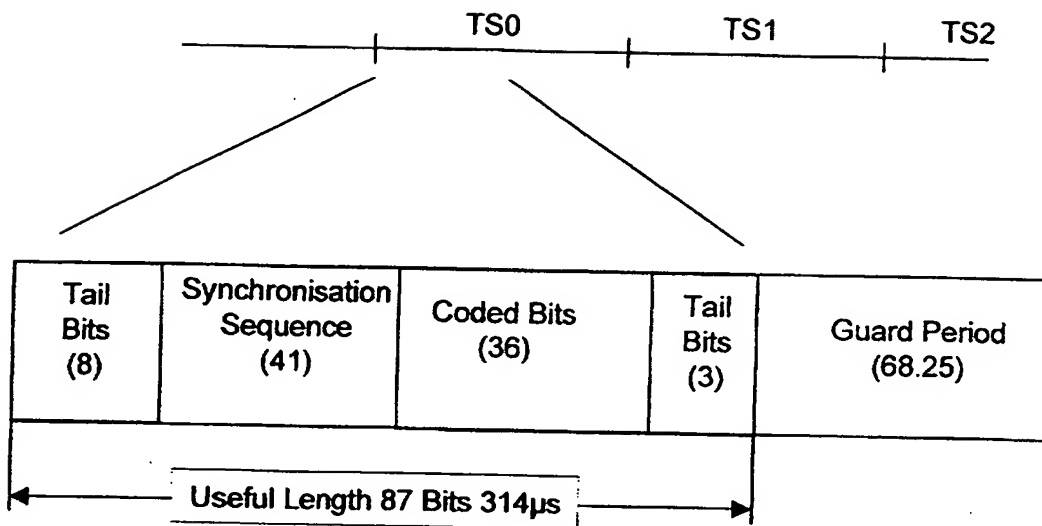 TS0 TS1 TS2
Tail
Bits
(8)
Synchronisation
Sequence
(41)
Coded Bits
(36)
Tail
Bits
(3)
Guard Period
(68.25)
Useful Length 87 Bits 314µs